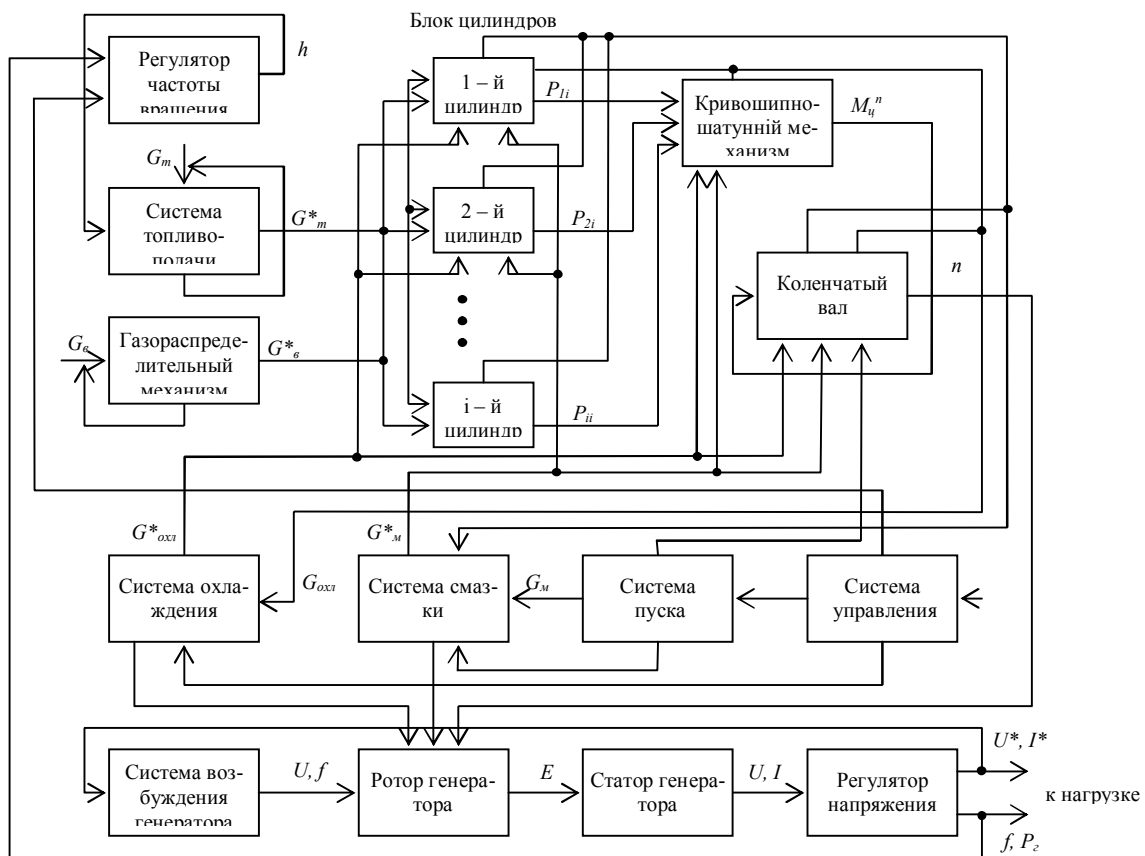 Блок цилиндров
Регулятор
частоты
вращения
h
1 – й
цилиндр
P1i
Кривошипно-
шатунній ме-
ханизм
Mцⁿ
Gт
Система
топливо-
подачи
G*т
2 – й
цилиндр
P2i
Коленчатый
вал
n
Gв
Газораспреде-
лительный
механизм
G*в
i – й
цилиндр
Pii
G*охл
G*м
Система охла-
ждения
Gохл
Система смаз-
ки
Gм
Система
пуска
Система
управления
Система воз-
буждения
генератора
U, f
Ротор генера-
тора
E
Статор генера-
тора
U, I
Регулятор
напряжения
U*, I*
к нагрузке
f, Pг